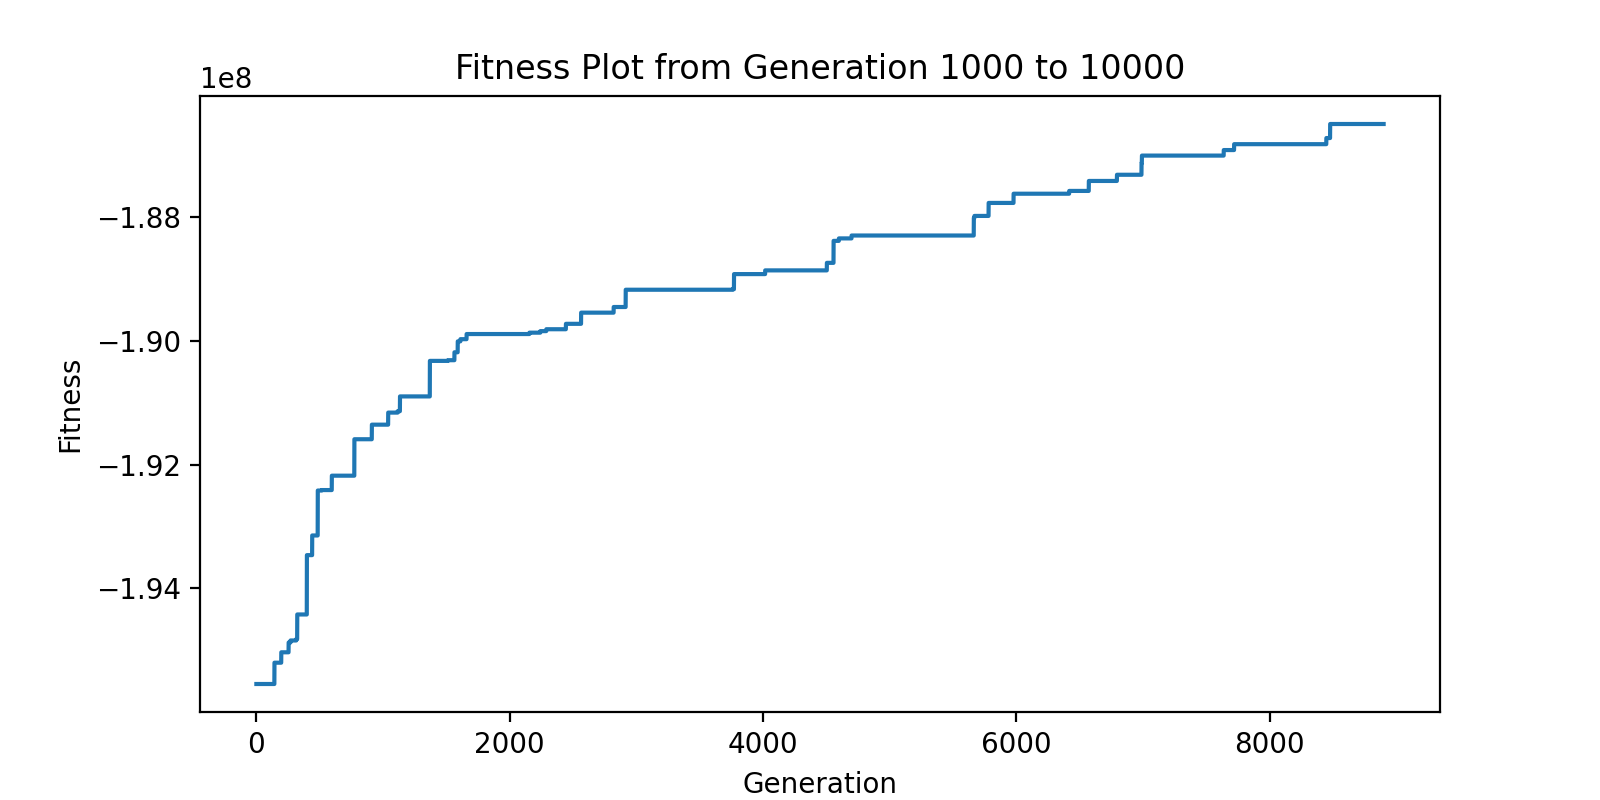 Fitness Plot from Generation 1000 to 10000
1e8
−1.88
−1.90
−1.92
−1.94
Fitness
0 2000 4000 6000 8000
Generation